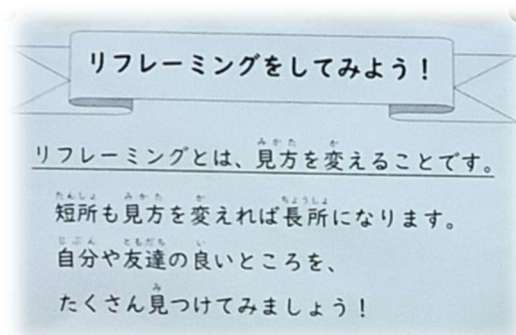 リフレーミングをしてみよう！
リフレーミングとは、見方を変えることです。
短所も見方を変えれば長所になります。
自分や友達の良いところを、
たくさん見つけてみましょう！